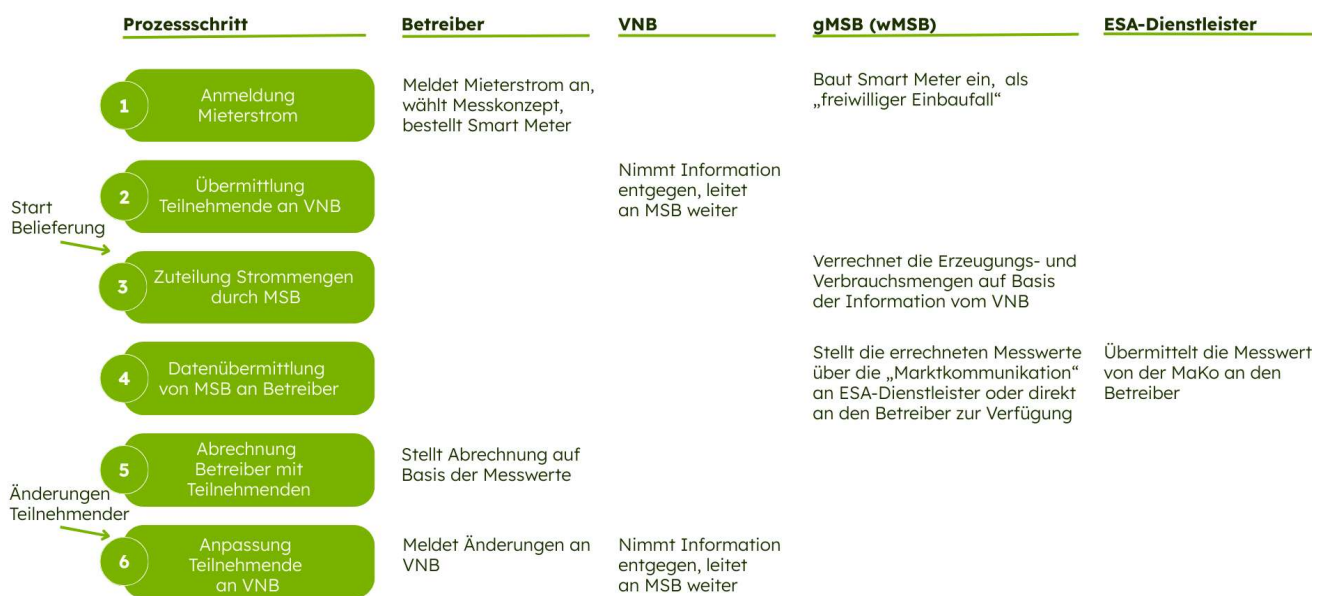 Prozessschritt
Betreiber
VNB
gMSB (wMSB)
ESA-Dienstleister
1
Anmeldung
Mieterstrom
Meldet Mieterstrom an,
wählt Messkonzept,
bestellt Smart Meter
Baut Smart Meter ein, als
„freiwilliger Einbaufall“
2
Übermittlung
Teilnehmende an VNB
Nimmt Information
entgegen, leitet
an MSB weiter
Start
Belieferung
3
Zuteilung Strommengen
durch MSB
Verrechnet die Erzeugungs- und
Verbrauchsmengen auf Basis
der Information vom VNB
4
Datenübermittlung
von MSB an Betreiber
Stellt die errechneten Messwerte
über die „Marktkommunikation“
an ESA-Dienstleister oder direkt
an den Betreiber zur Verfügung
Übermittelt die Messwert
von der MaKo an den
Betreiber
5
Abrechnung
Betreiber mit
Teilnehmenden
Stellt Abrechnung auf
Basis der Messwerte
Änderungen
Teilnehmender
6
Anpassung
Teilnehmende
an VNB
Meldet Änderungen an
VNB
Nimmt Information
entgegen, leitet
an MSB weiter